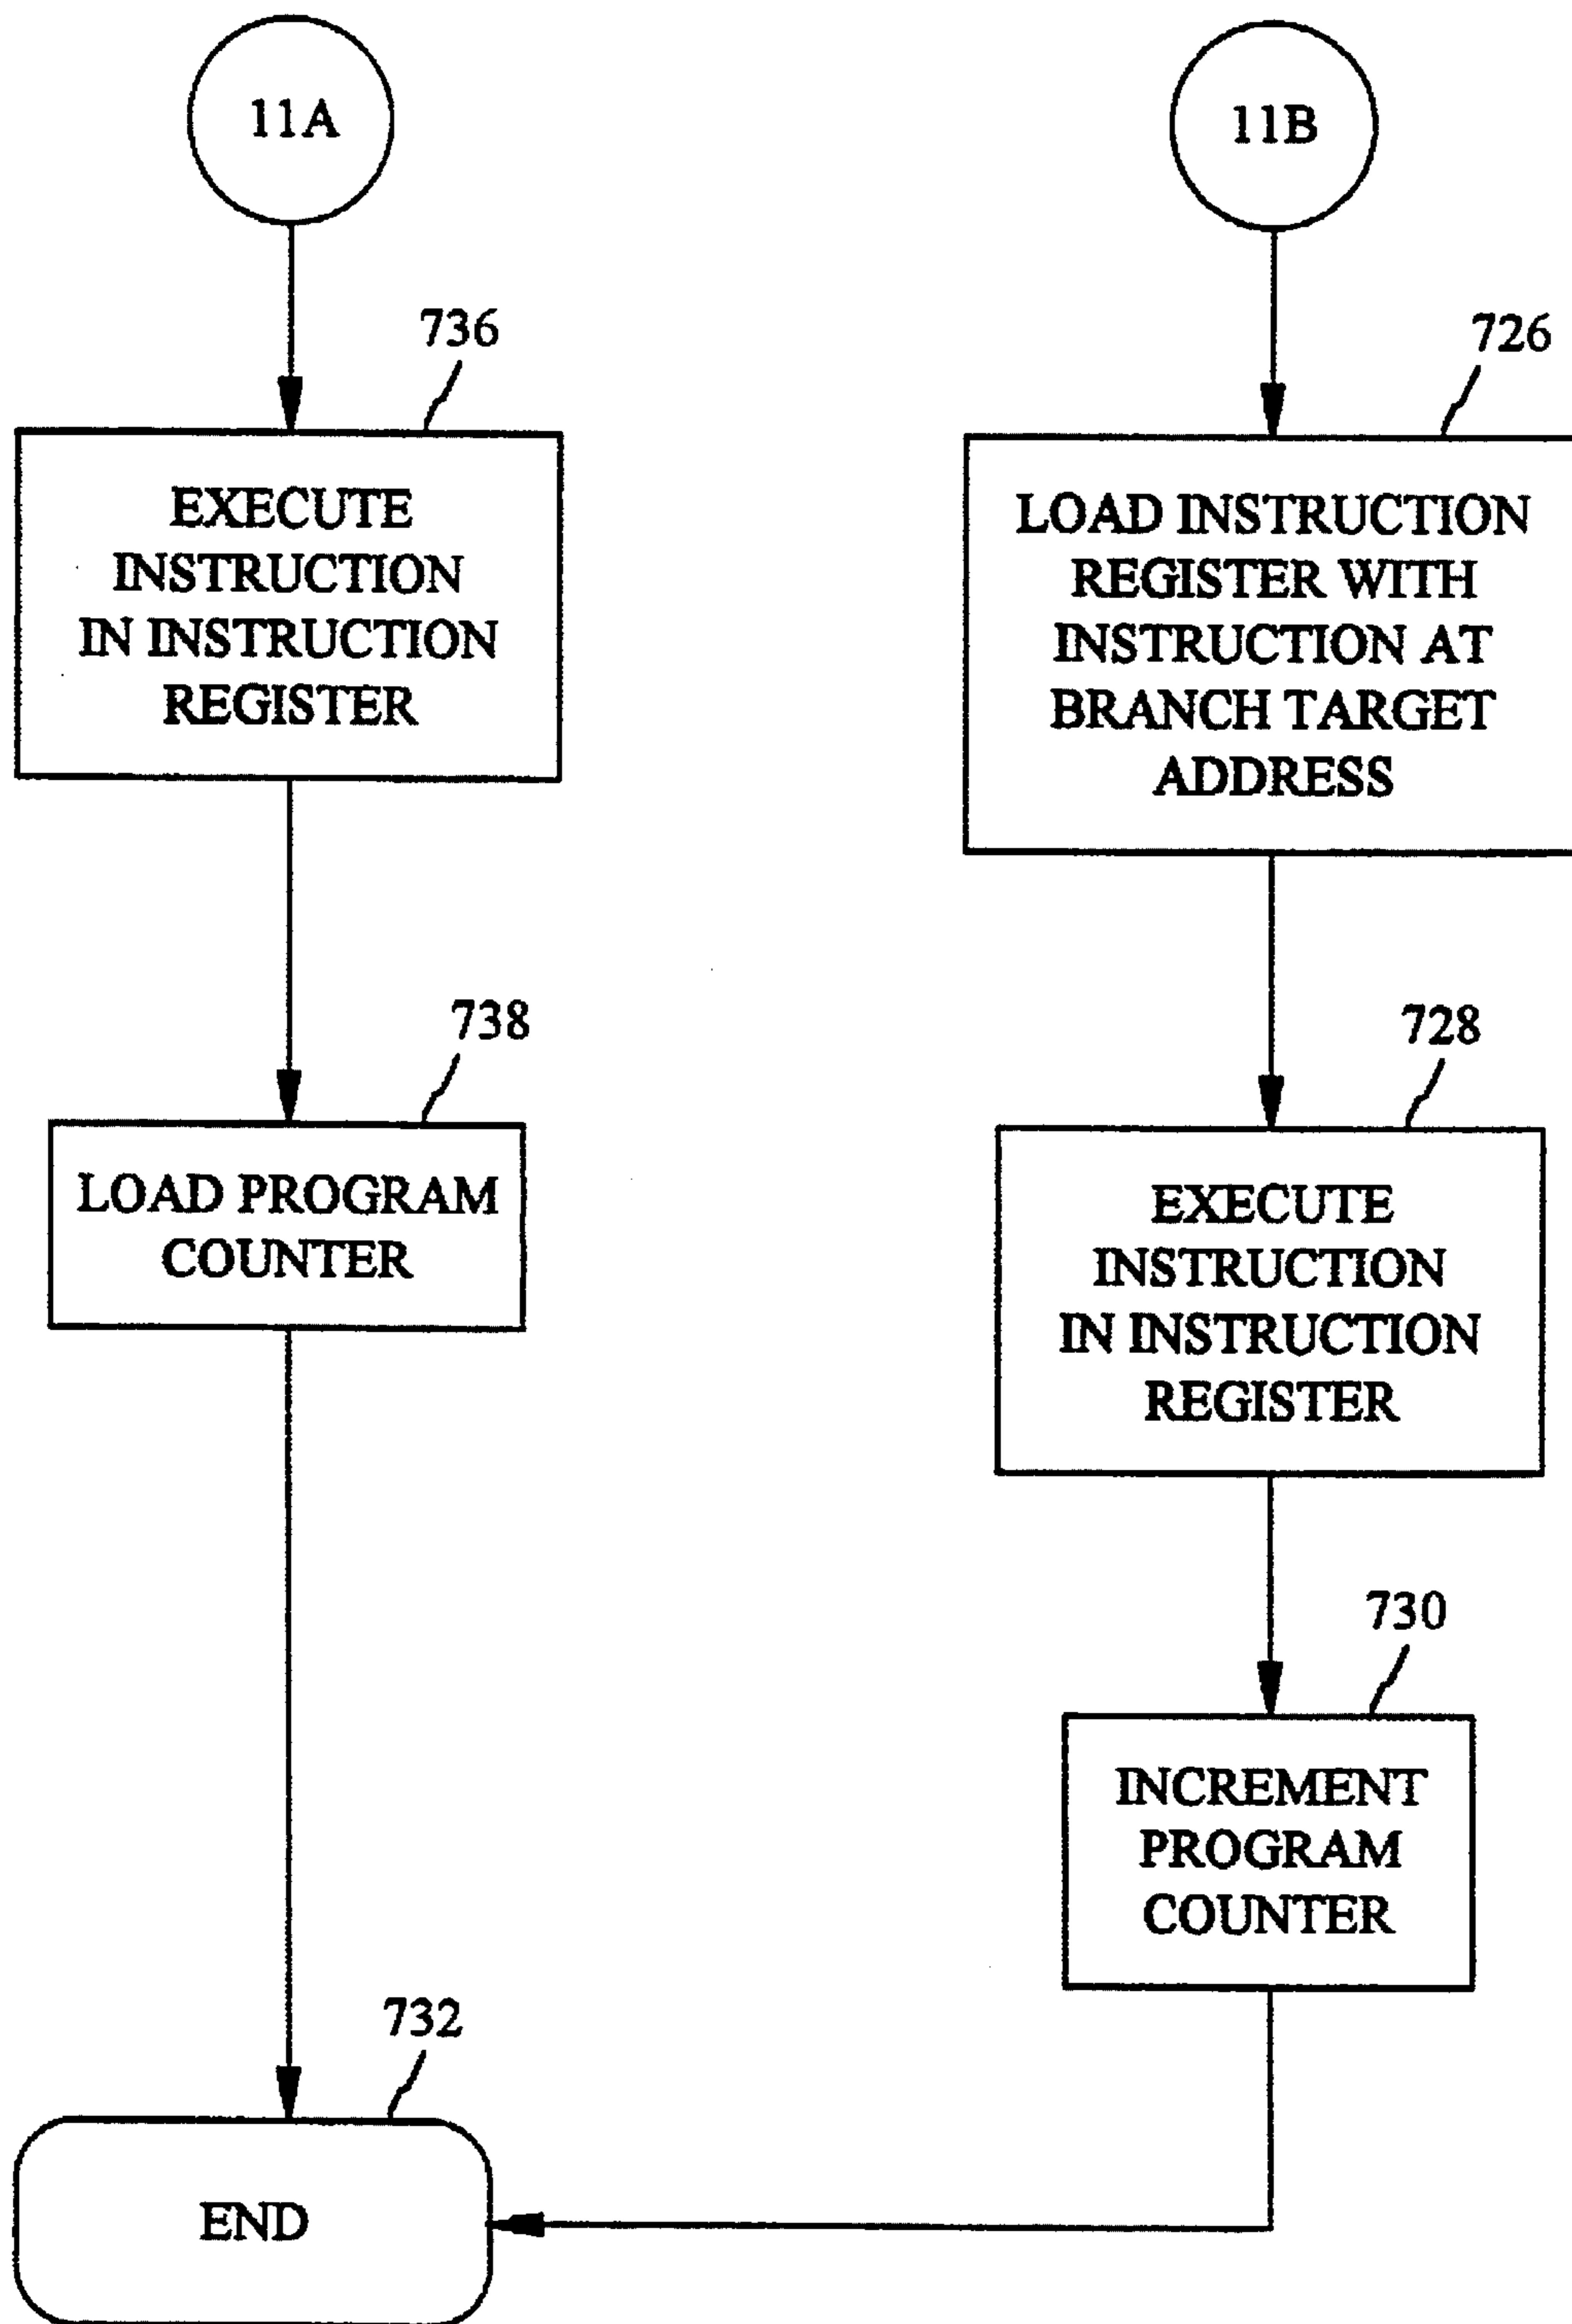 11A
736
EXECUTE
INSTRUCTION
IN INSTRUCTION
REGISTER
738
LOAD PROGRAM
COUNTER
732
END
11B
726
LOAD INSTRUCTION
REGISTER WITH
INSTRUCTION AT
BRANCH TARGET
ADDRESS
728
EXECUTE
INSTRUCTION
IN INSTRUCTION
REGISTER
730
INCREMENT
PROGRAM
COUNTER